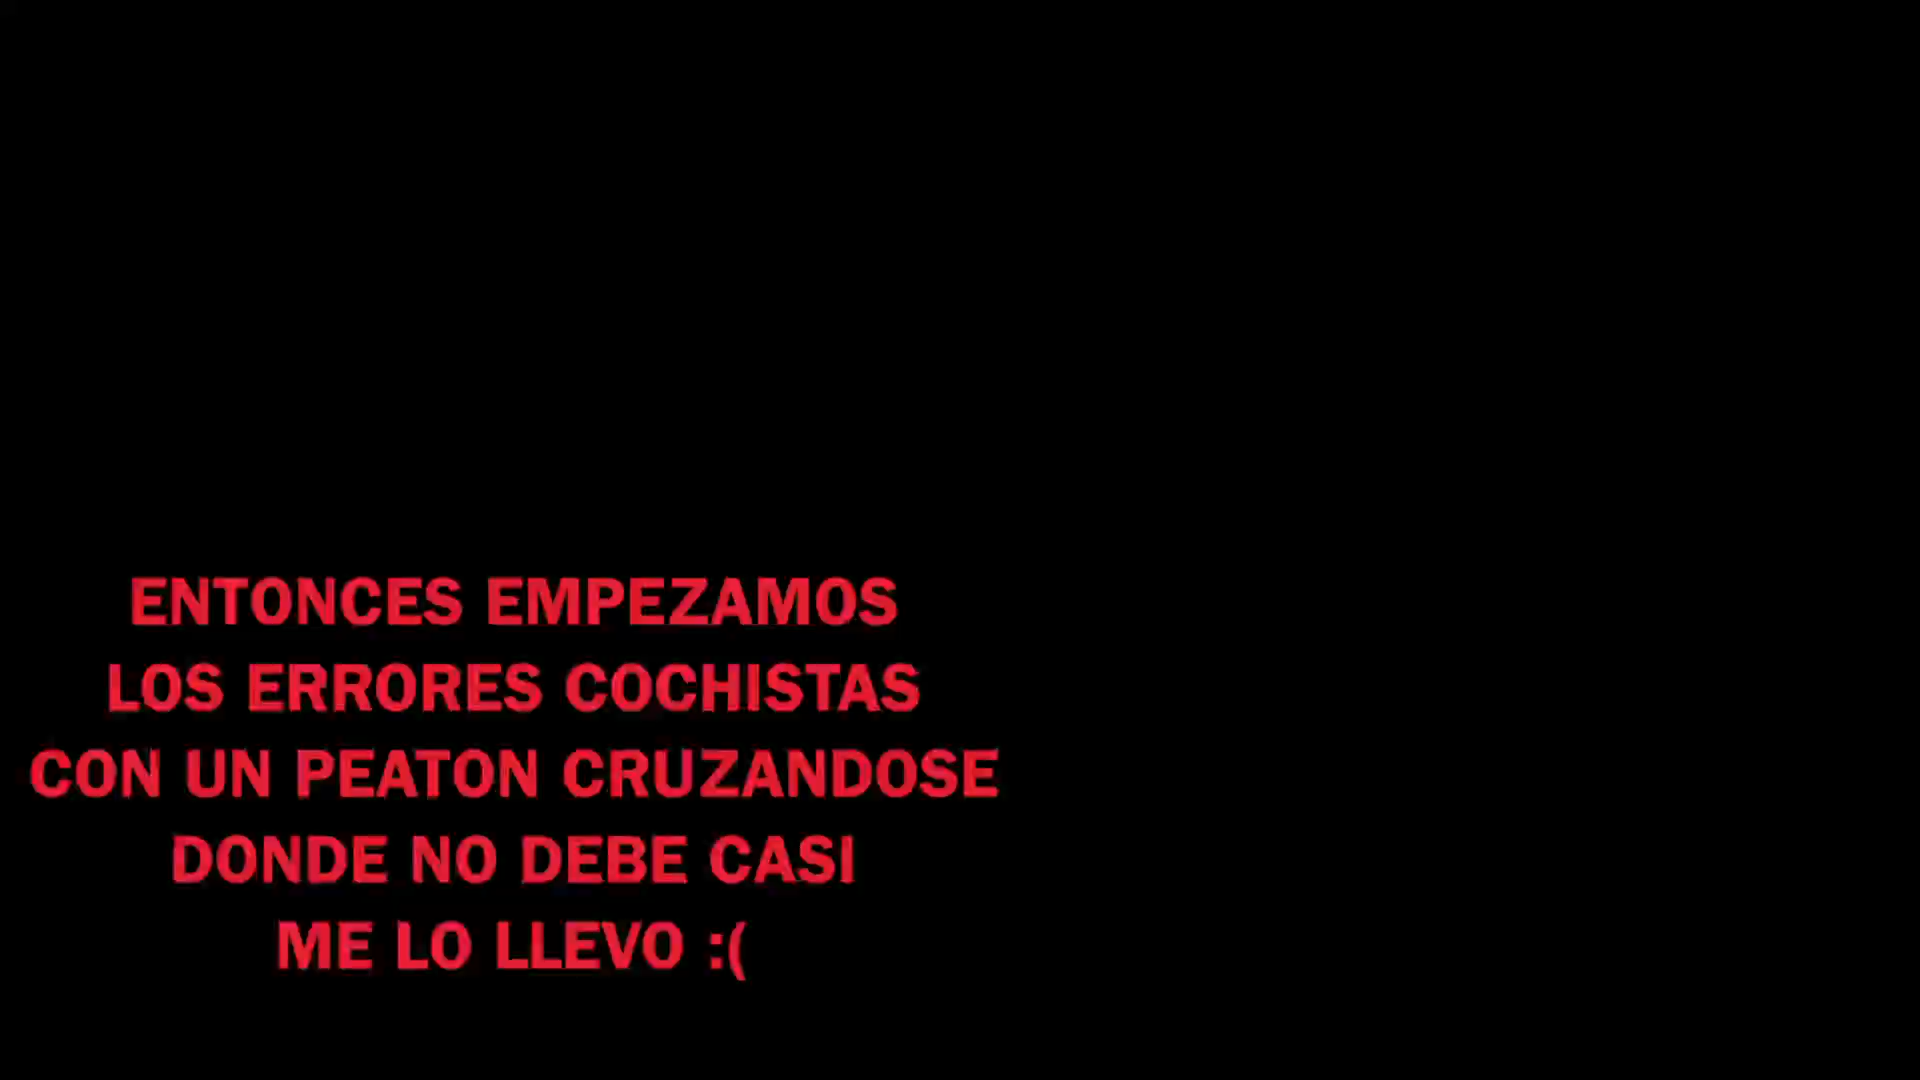 ENTONCES EMPEZAMOS
LOS ERRORES COCHISTAS
CON UN PEATON CRUZANDOSE
DONDE NO DEBE CASI
ME LO LLEVO :(